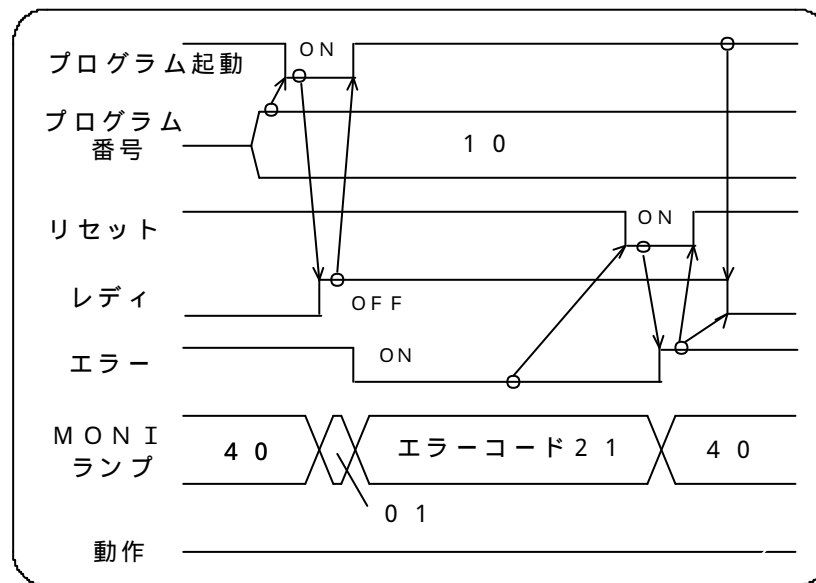 ON
プログラム起動
プログラム
番号
１０
リセット
ON
レディ
ＯＦＦ
エラー
ON
ＭＯＮＩ
ランプ
４０
エラーコード２１
４０
０１
動作